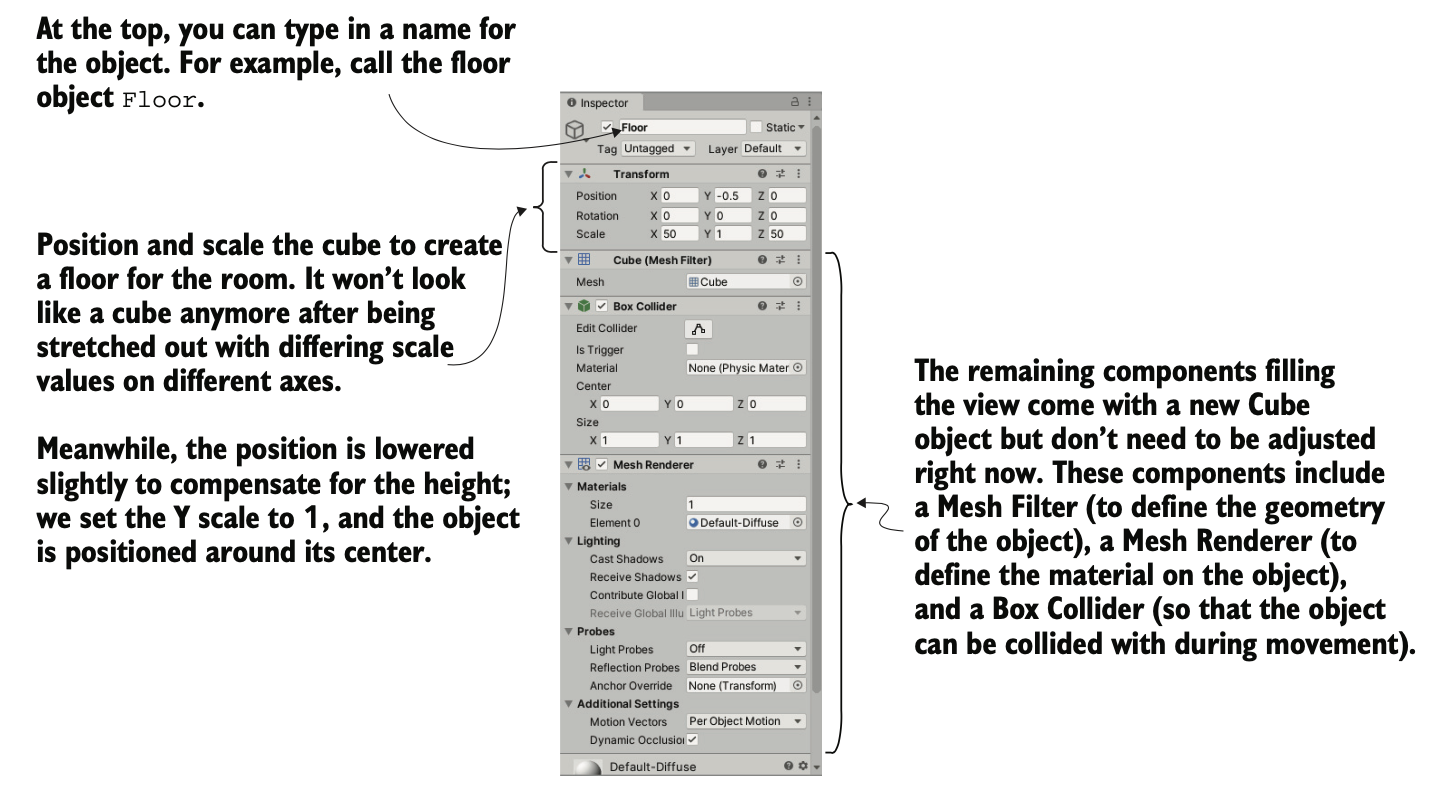 At the top, you can type in a name for
the object. For example, call the floor
object Floor.
Position and scale the cube to create
a floor for the room. It won't look
like a cube anymore after being
stretched out with differing scale
values on different axes.
Meanwhile, the position is lowered
slightly to compensate for the height;
we set the Y scale to 1, and the object
is positioned around its center.
Inspector
Floor Static
Tag Untagged Layer Default
Transform
Position X 0 Y -0.5 Z 0
Rotation X 0 Y 0 Z 0
Scale X 50 Y 1 Z 50
Cube (Mesh Filter)
Mesh Cube
Box Collider
Edit Collider
Is Trigger
Material None (Physic Mater
Center
X 0 Y 0 Z 0
Size
X 1 Y 1 Z 1
Mesh Renderer
Materials
Size 1
Element 0 Default-Diffuse
Lighting
Cast Shadows On
Receive Shadows
Contribute Global I
Receive Global Illu Light Probes
Probes
Light Probes Off
Reflection Probes Blend Probes
Anchor Override None (Transform)
Additional Settings
Motion Vectors Per Object Motion
Dynamic Occlusio
Default-Diffuse
The remaining components filling
the view come with a new Cube
object but don't need to be adjusted
right now. These components include
a Mesh Filter (to define the geometry
of the object), a Mesh Renderer (to
define the material on the object),
and a Box Collider (so that the object
can be collided with during movement).